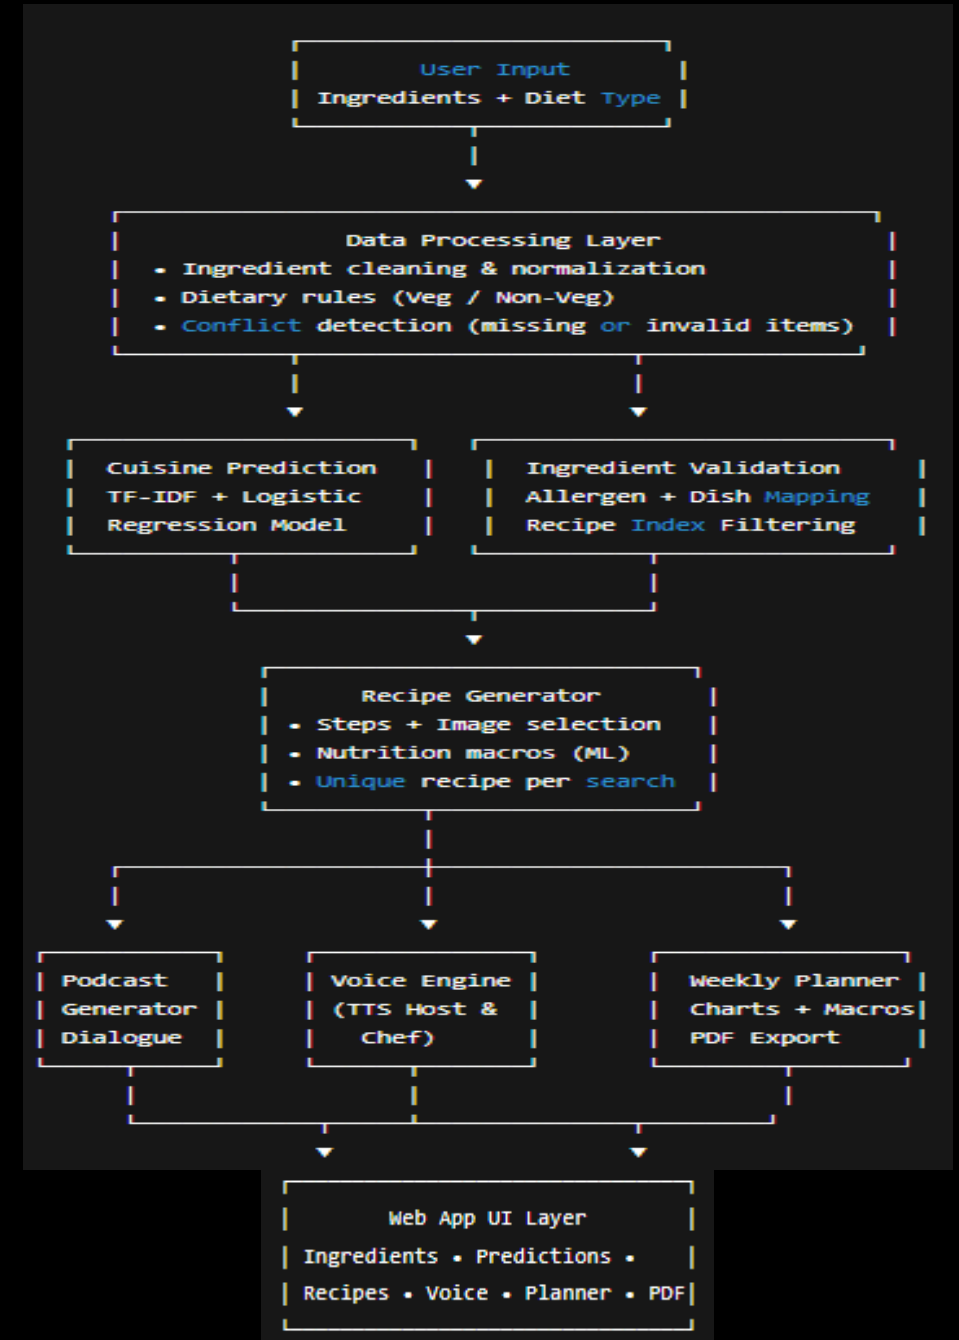 User Input
Ingredients + Diet Type
Data Processing Layer
• Ingredient cleaning & normalization
• Dietary rules (Veg / Non-Veg)
• Conflict detection (missing or invalid items)
Cuisine Prediction
TF-IDF + Logistic
Regression Model
Ingredient Validation
Allergen + Dish Mapping
Recipe Index Filtering
Recipe Generator
• Steps + Image selection
• Nutrition macros (ML)
• Unique recipe per search
Podcast
Generator
Dialogue
Voice Engine
(TTS Host &
Chef)
Weekly Planner
Charts + Macros
PDF Export
Web App UI Layer
Ingredients • Predictions •
Recipes • Voice • Planner • PDF